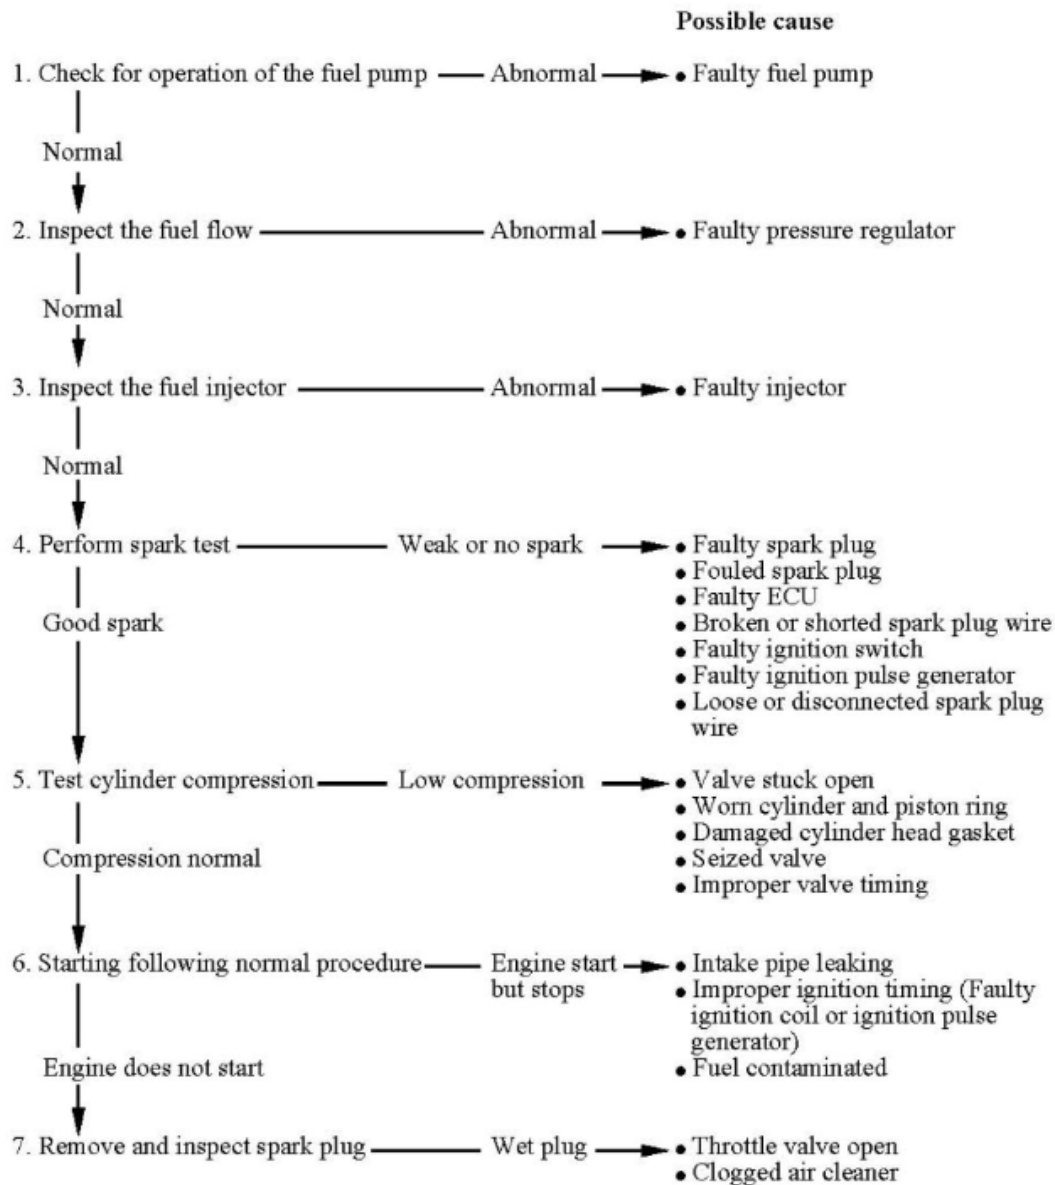 Possible cause
1. Check for operation of the fuel pump Abnormal • Faulty fuel pump
Normal
2. Inspect the fuel flow Abnormal • Faulty pressure regulator
Normal
3. Inspect the fuel injector Abnormal • Faulty injector
Normal
4. Perform spark test Weak or no spark • Faulty spark plug
• Fouled spark plug
• Faulty ECU
Good spark • Broken or shorted spark plug wire
• Faulty ignition switch
• Faulty ignition pulse generator
• Loose or disconnected spark plug
wire
5. Test cylinder compression Low compression • Valve stuck open
• Worn cylinder and piston ring
• Damaged cylinder head gasket
Compression normal • Seized valve
• Improper valve timing
6. Starting following normal procedure Engine start • Intake pipe leaking
but stops • Improper ignition timing (Faulty
ignition coil or ignition pulse
generator)
Engine does not start • Fuel contaminated
7. Remove and inspect spark plug Wet plug • Throttle valve open
• Clogged air cleaner